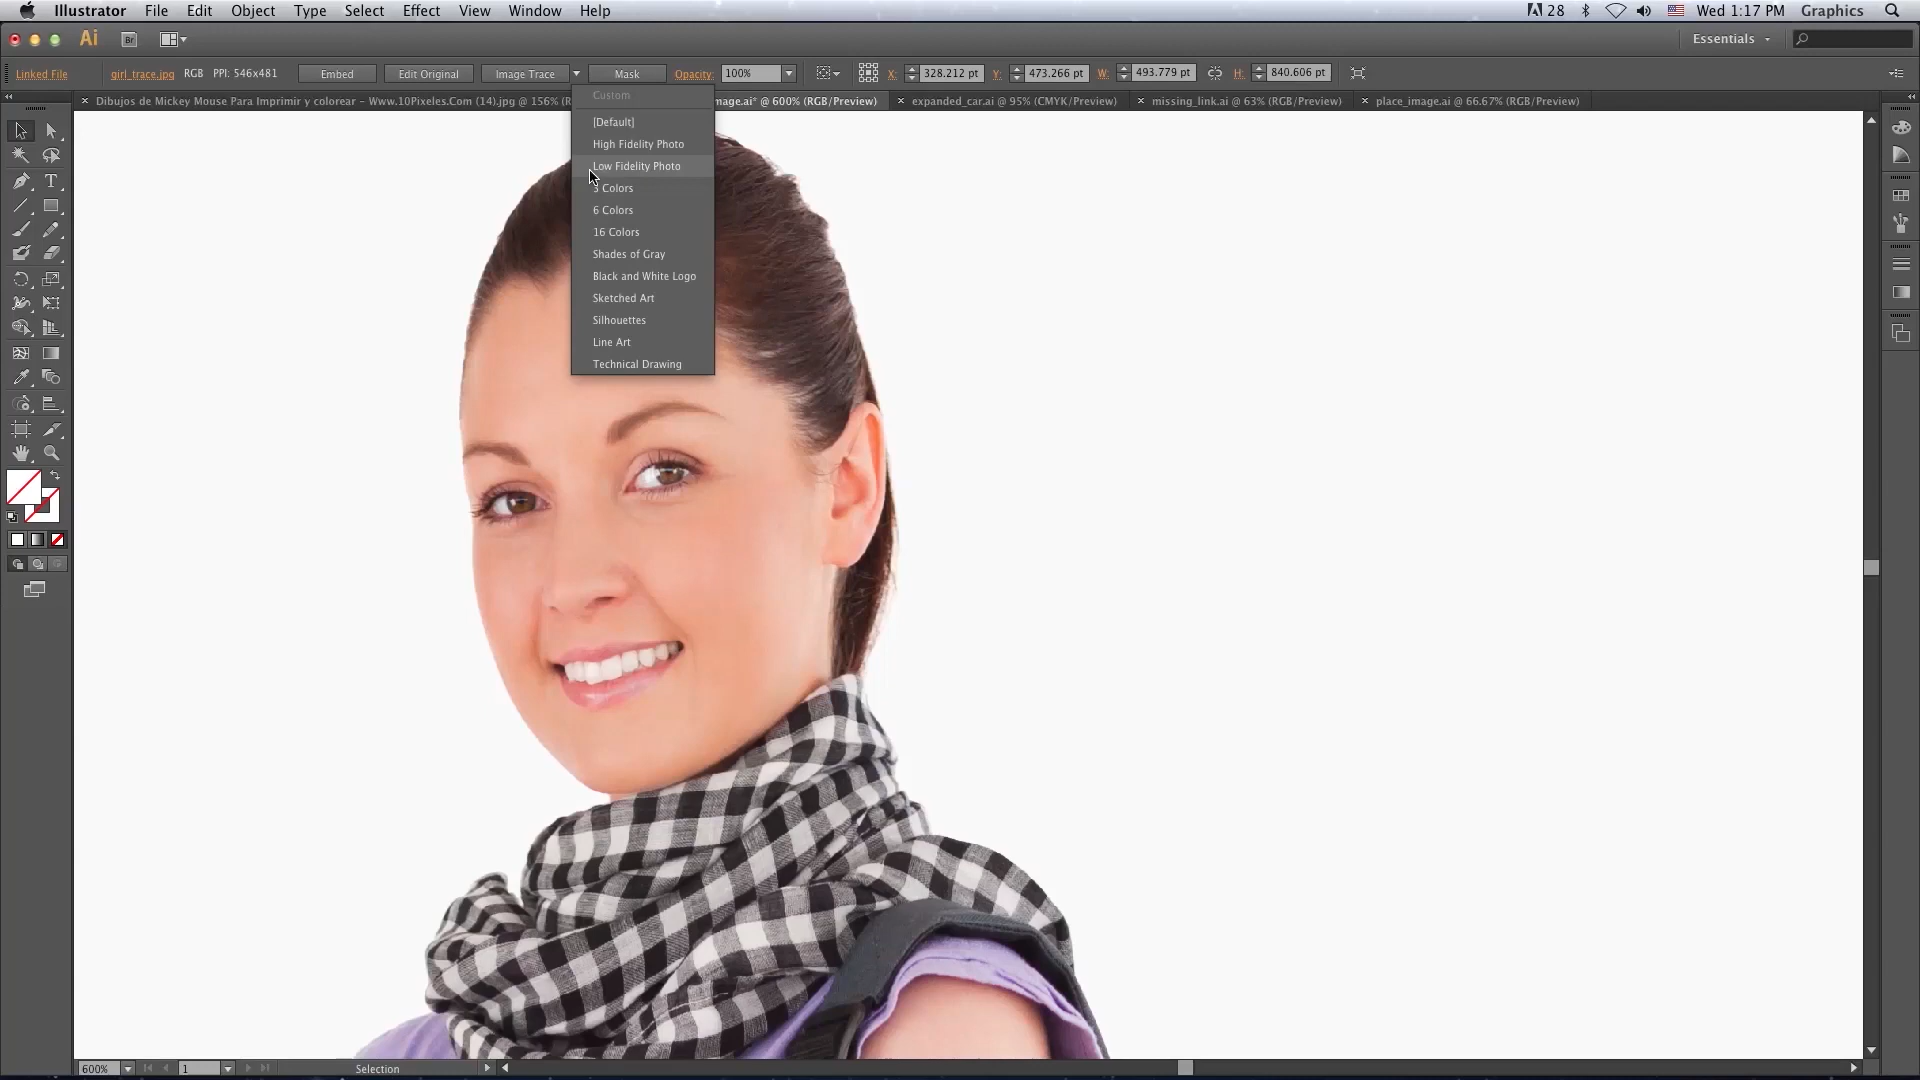 Illustrator File Edit Object Type Select Effect View Window Help 28 Wed 1:17 PM Graphics
Ai Br Essentials
Linked File girl_trace.jpg RGB PPI: 546x481 Embed Edit Original Image Trace Mask Opacity: 100% X: 328.212 pt Y: 473.266 pt W: 493.779 pt H: 840.606 pt
Dibujos de Mickey Mouse Para Imprimir y colorear - Www.10Pixeles.Com (14).jpg @ 156% (R mage.ai* @ 600% (RGB/Preview) expanded_car.ai @ 95% (CMYK/Preview) missing_link.ai @ 63% (RGB/Preview) place_image.ai @ 66.67% (RGB/Preview)
Custom
[Default]
High Fidelity Photo
Low Fidelity Photo
3 Colors
6 Colors
16 Colors
Shades of Gray
Black and White Logo
Sketched Art
Silhouettes
Line Art
Technical Drawing
T
600% 1 Selection